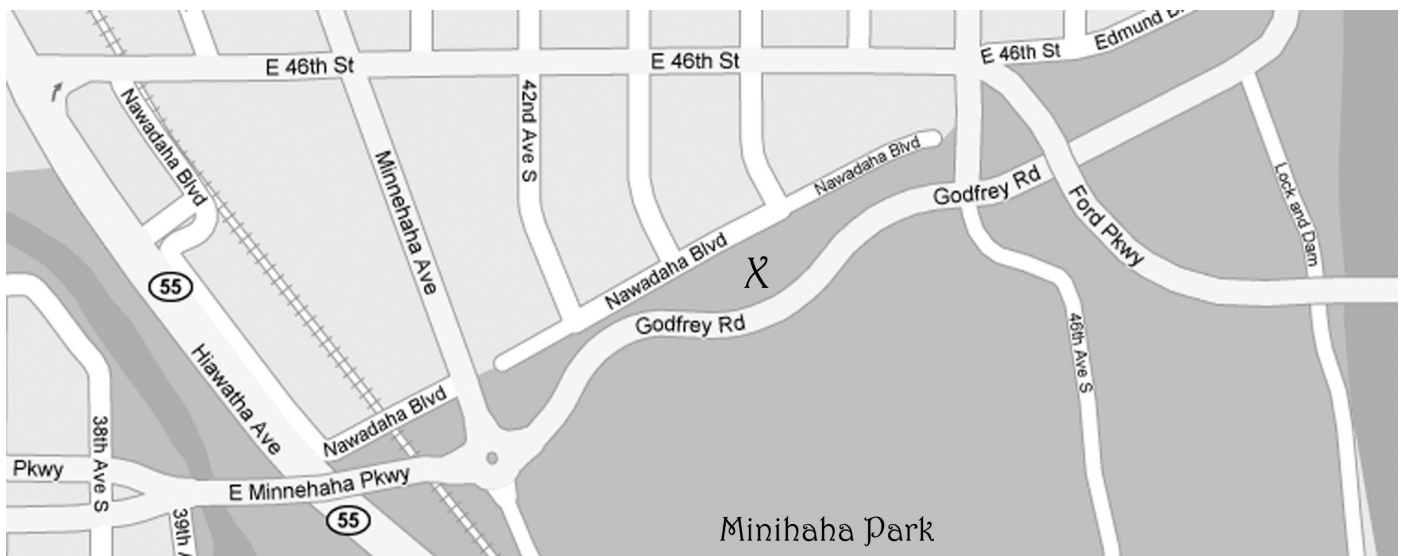 E 46th St
E 46th St
E 46th St
Edmund B
Nawadaha Blvd
42nd Ave S
Minnehaha Ave
Nawadaha Blvd
Godfrey Rd
Lock and Dam
Ford Pkwy
Nawadaha Blvd
X
55
Godfrey Rd
46th Ave S
Hiawatha Ave
Nawadaha Blvd
38th Ave S
Pkwy
E Minnehaha Pkwy
39th A
55
Minihaha Park